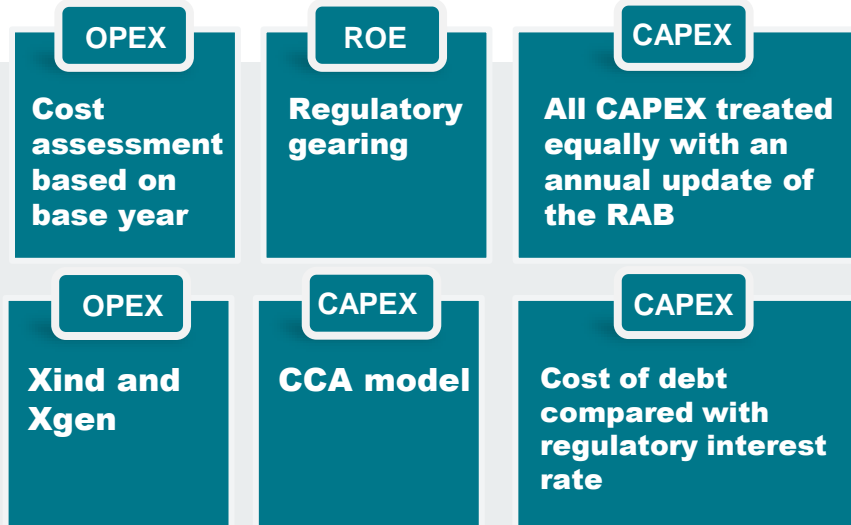 OPEX
Cost
assessment
based on
base year
ROE
Regulatory
gearing
CAPEX
All CAPEX treated
equally with an
annual update of
the RAB
OPEX
Xind and
Xgen
CAPEX
CCA model
CAPEX
Cost of debt
compared with
regulatory interest
rate